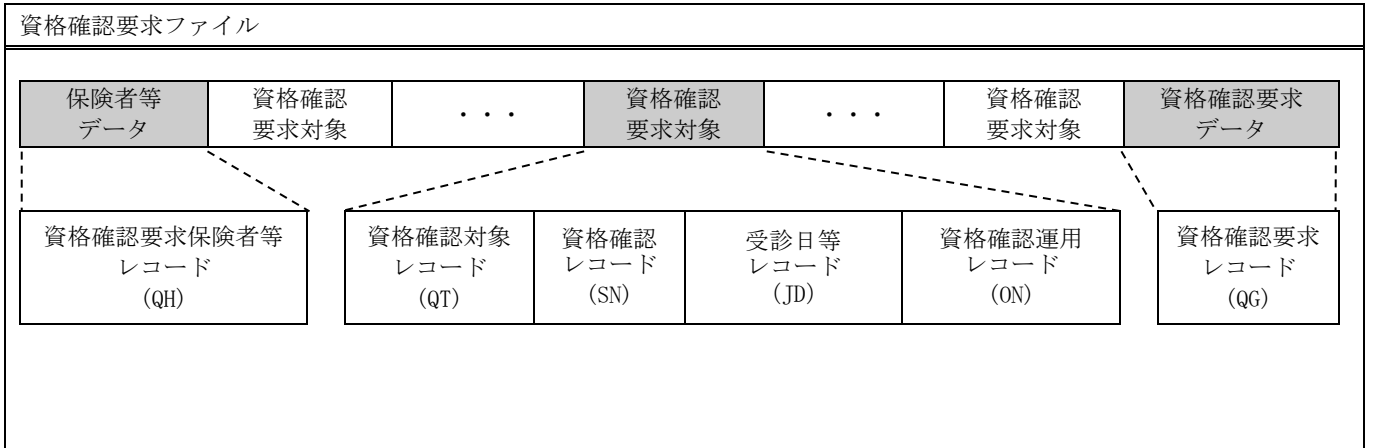 資格確認要求ファイル
保険者等
データ
資格確認
要求対象
・・・
資格確認
要求対象
・・・
資格確認
要求対象
資格確認要求
データ
資格確認要求保険者等
レコード
(QH)
資格確認対象
レコード
(QT)
資格確認
レコード
(SN)
受診日等
レコード
(JD)
資格確認運用
レコード
(ON)
資格確認要求
レコード
(QG)